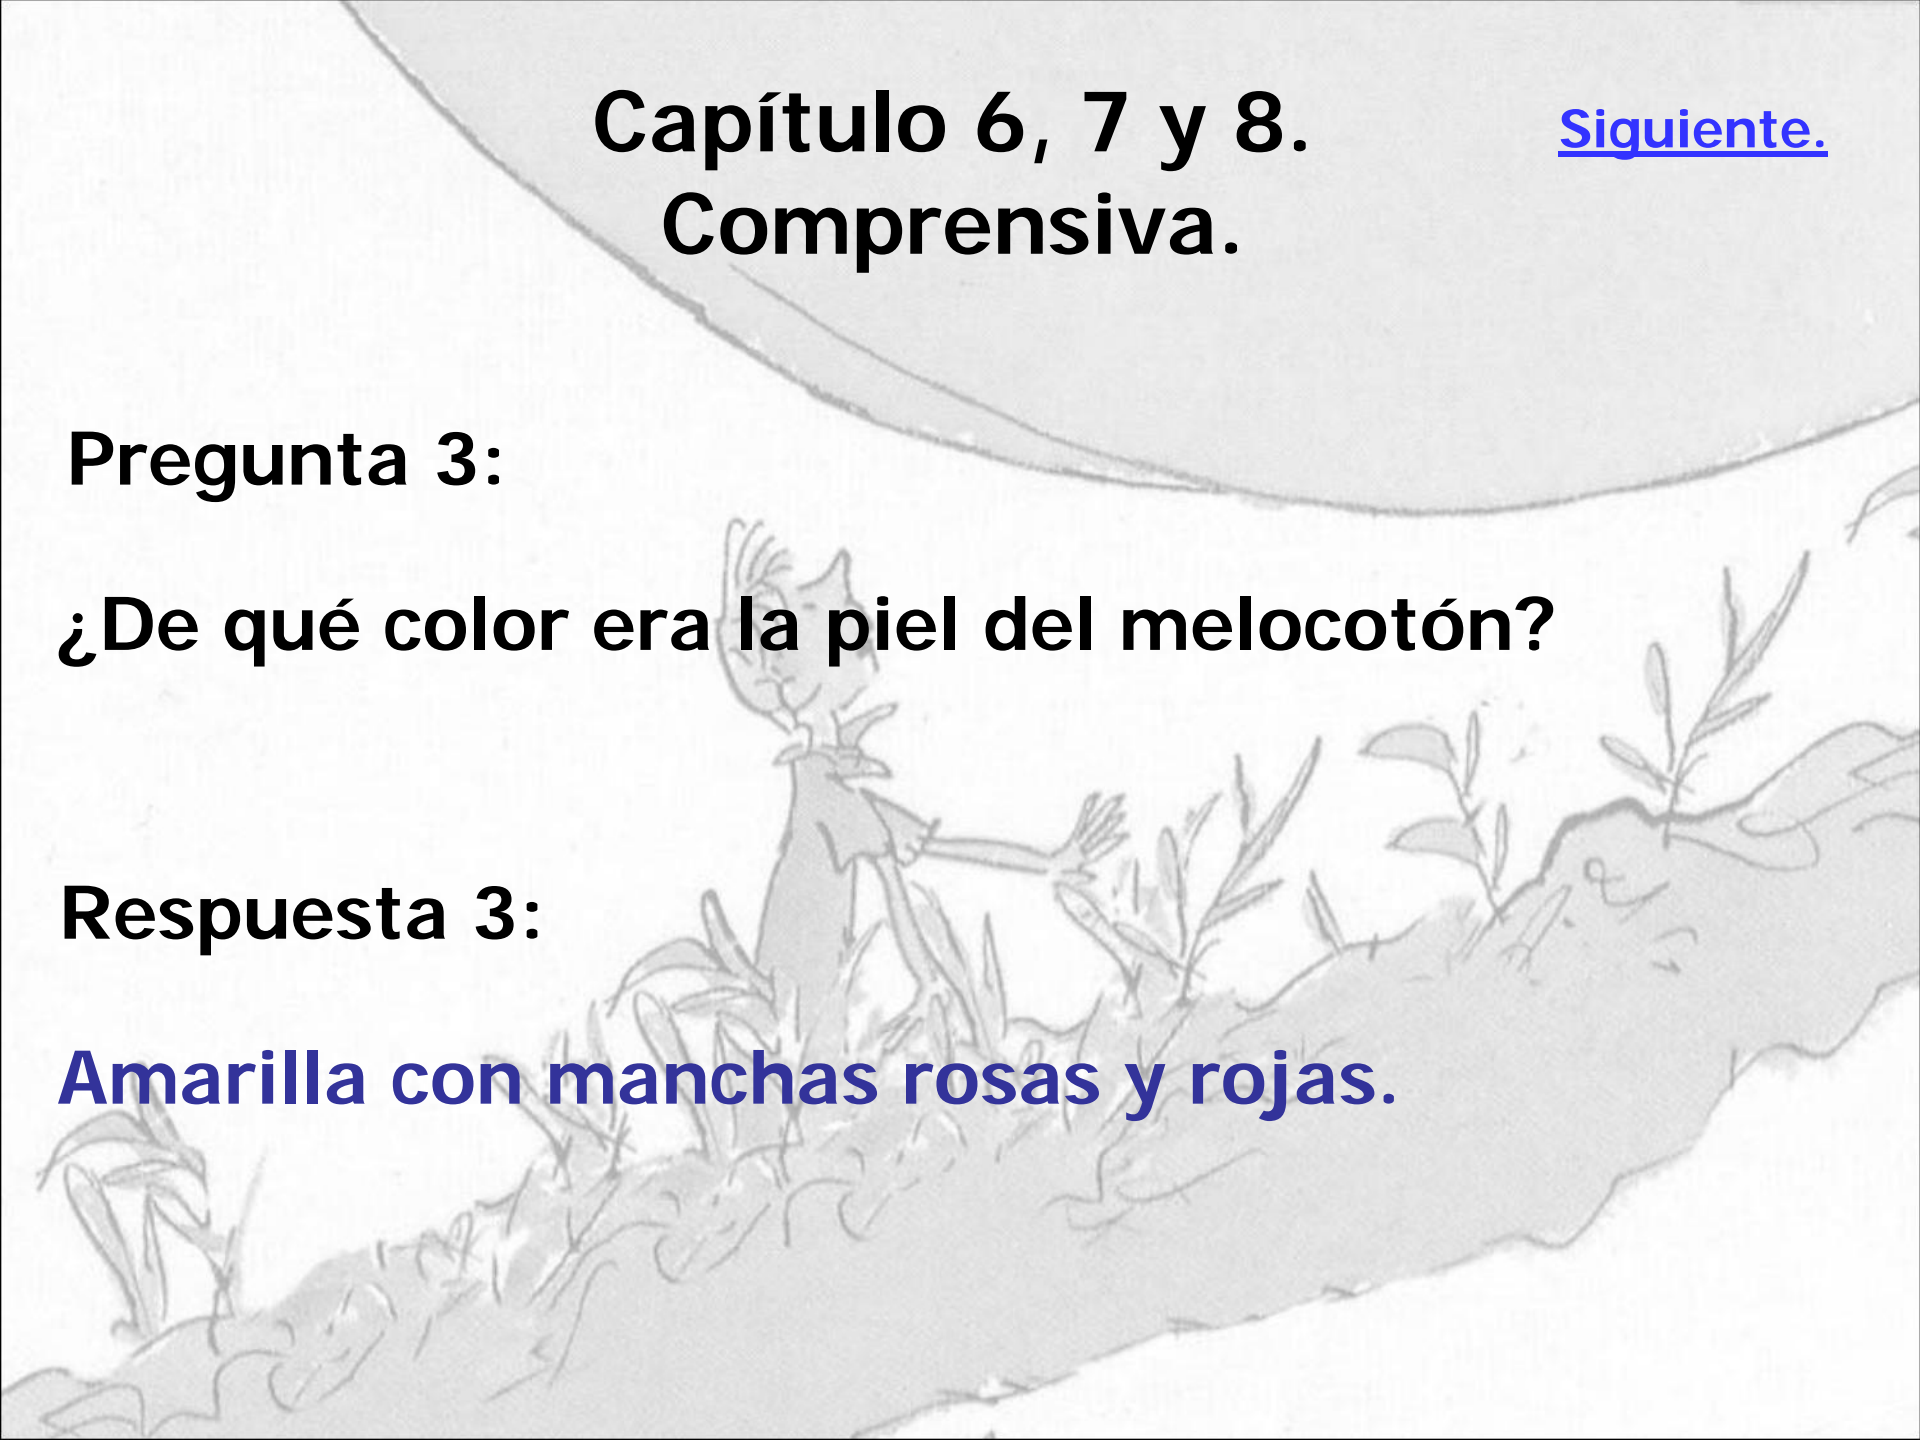 Capítulo 6, 7 y 8.
Comprensiva.
Siguiente.
Pregunta 3:
¿De qué color era la piel del melocotón?
Respuesta 3:
Amarilla con manchas rosas y rojas.